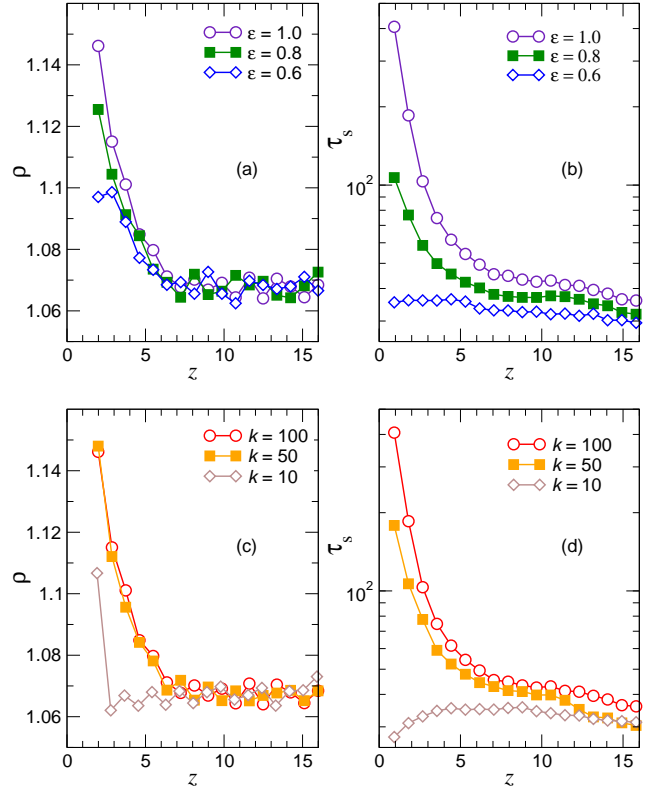 1.14
1.12
1.1
1.08
1.06
ρ
0 5 10 15
z
ε = 1.0
ε = 0.8
ε = 0.6
(a)
τs
10²
0 5 10 15
z
ε = 1.0
ε = 0.8
ε = 0.6
(b)
1.14
1.12
1.1
1.08
1.06
ρ
0 5 10 15
z
k = 100
k = 50
k = 10
(c)
τs
10²
0 5 10 15
z
k = 100
k = 50
k = 10
(d)